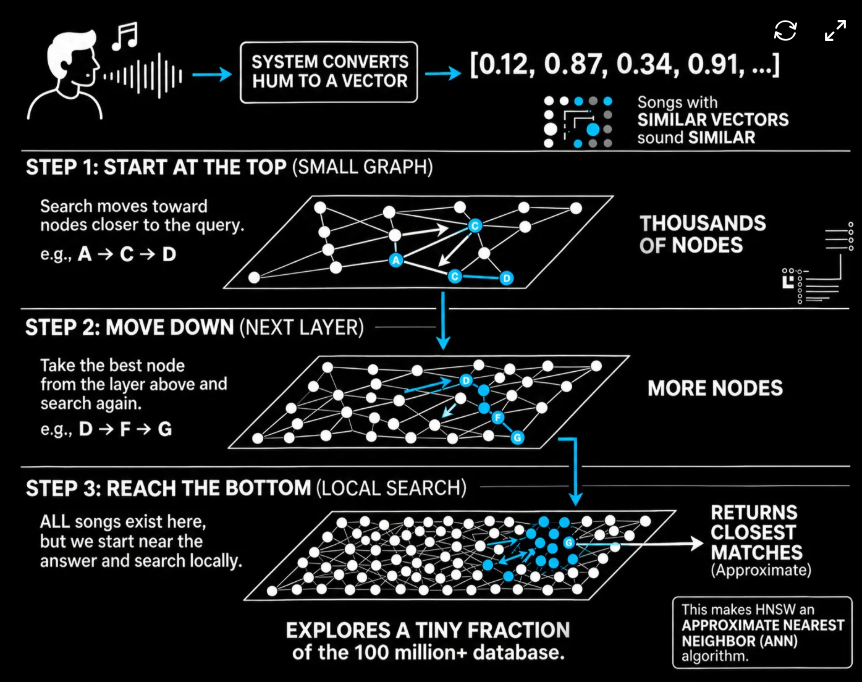 SYSTEM CONVERTS
HUM TO A VECTOR
[0.12, 0.87, 0.34, 0.91, ...]
Songs with
SIMILAR VECTORS
sound SIMILAR
STEP 1: START AT THE TOP (SMALL GRAPH)
Search moves toward
nodes closer to the query.
e.g., A → C → D
C
A
C
D
THOUSANDS
OF NODES
STEP 2: MOVE DOWN (NEXT LAYER)
Take the best node
from the layer above and
search again.
e.g., D → F → G
D
F
G
MORE NODES
STEP 3: REACH THE BOTTOM (LOCAL SEARCH)
ALL songs exist here,
but we start near the
answer and search locally.
G
RETURNS
CLOSEST
MATCHES
(Approximate)
EXPLORES A TINY FRACTION
of the 100 million+ database.
This makes HNSW an
APPROXIMATE NEAREST
NEIGHBOR (ANN)
algorithm.